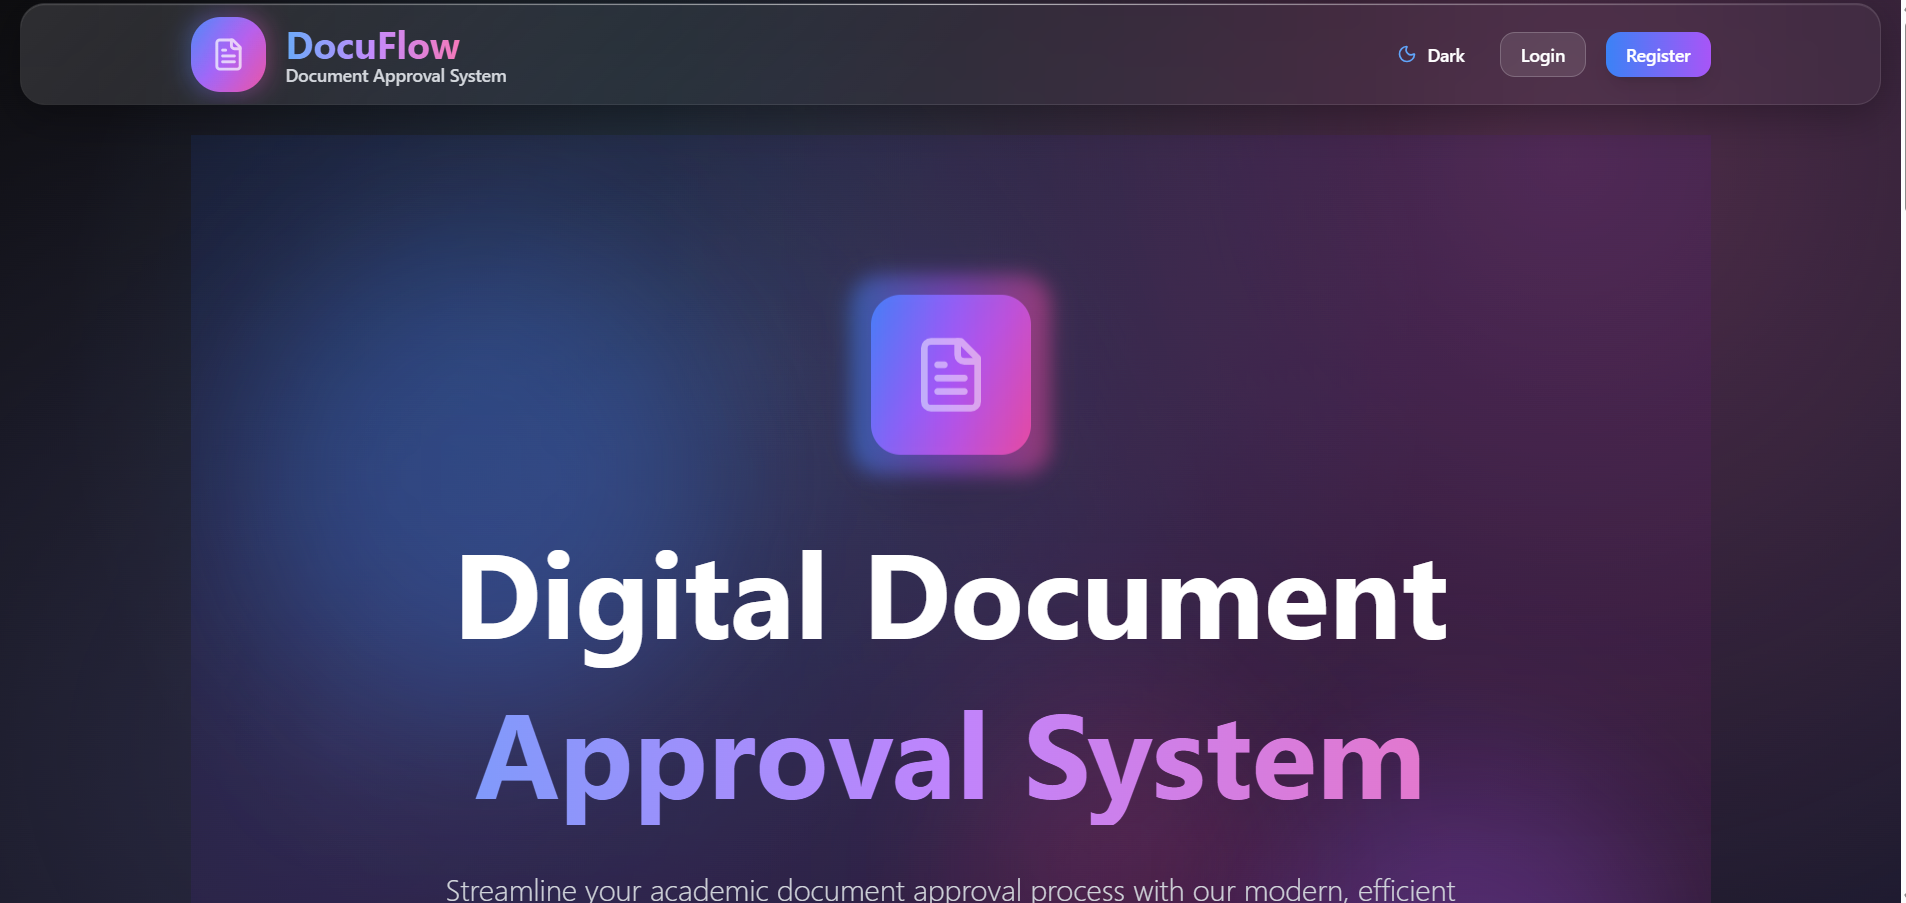 DocuFlow
Document Approval System
Dark
Login
Register
Digital Document
Approval System
Streamline your academic document approval process with our modern, efficient